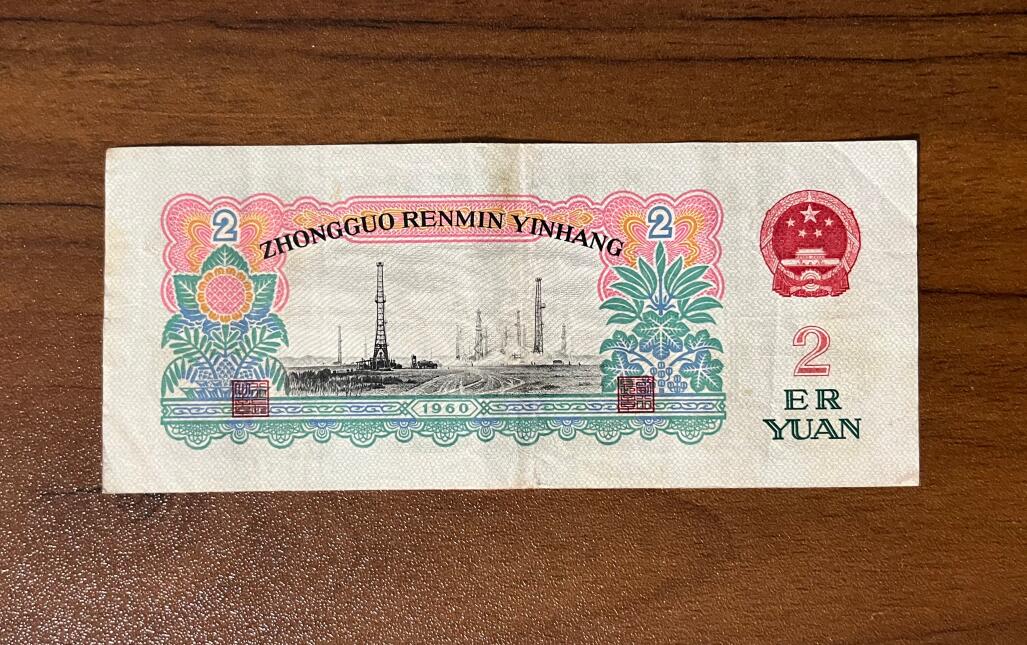 2
2
ZHONGGUO RENMIN YINHANG
1960
2
ER
YUAN